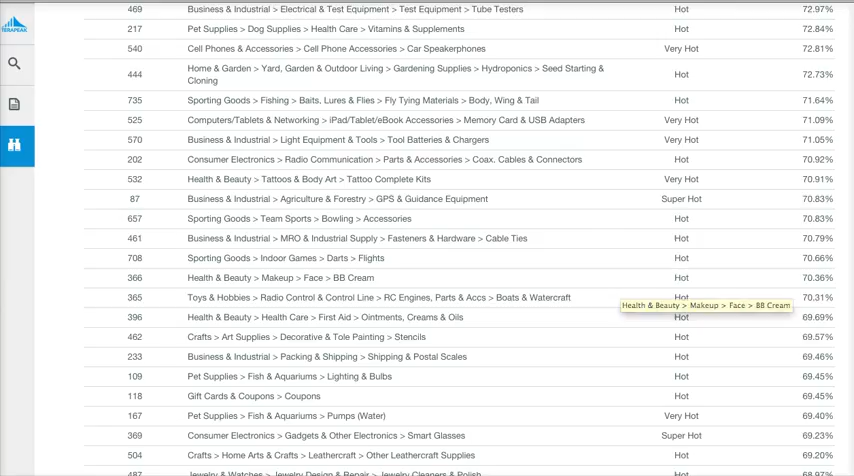 469 Business & Industrial > Electrical & Test Equipment > Test Equipment > Tube Testers Hot 72.97%
TERAPEAK
217 Pet Supplies > Dog Supplies > Health Care > Vitamins & Supplements Hot 72.84%
540 Cell Phones & Accessories > Cell Phone Accessories > Car Speakerphones Very Hot 72.81%
444 Home & Garden > Yard, Garden & Outdoor Living > Gardening Supplies > Hydroponics > Seed Starting & Hot 72.73%
Cloning
735 Sporting Goods > Fishing > Baits, Lures & Flies > Fly Tying Materials > Body, Wing & Tail Hot 71.64%
525 Computers/Tablets & Networking > iPad/Tablet/eBook Accessories > Memory Card & USB Adapters Very Hot 71.09%
570 Business & Industrial > Light Equipment & Tools > Tool Batteries & Chargers Very Hot 71.05%
202 Consumer Electronics > Radio Communication > Parts & Accessories > Coax. Cables & Connectors Hot 70.92%
532 Health & Beauty > Tattoos & Body Art > Tattoo Complete Kits Very Hot 70.91%
87 Business & Industrial > Agriculture & Forestry > GPS & Guidance Equipment Super Hot 70.83%
657 Sporting Goods > Team Sports > Bowling > Accessories Hot 70.83%
461 Business & Industrial > MRO & Industrial Supply > Fasteners & Hardware > Cable Ties Hot 70.79%
708 Sporting Goods > Indoor Games > Darts > Flights Hot 70.66%
366 Health & Beauty > Makeup > Face > BB Cream Hot 70.36%
365 Toys & Hobbies > Radio Control & Control Line > RC Engines, Parts & Accs > Boats & Watercraft Hot 70.31%
Health & Beauty > Makeup > Face > BB Cream
396 Health & Beauty > Health Care > First Aid > Ointments, Creams & Oils Hot 69.69%
462 Crafts > Art Supplies > Decorative & Tole Painting > Stencils Hot 69.57%
233 Business & Industrial > Packing & Shipping > Shipping & Postal Scales Hot 69.46%
109 Pet Supplies > Fish & Aquariums > Lighting & Bulbs Hot 69.45%
118 Gift Cards & Coupons > Coupons Hot 69.45%
167 Pet Supplies > Fish & Aquariums > Pumps (Water) Very Hot 69.40%
369 Consumer Electronics > Gadgets & Other Electronics > Smart Glasses Super Hot 69.23%
504 Crafts > Home Arts & Crafts > Leathercraft > Other Leathercraft Supplies Hot 69.20%
487 Jewelry & Watches > Jewelry Design & Repair > Jewelry Cleaners & Polish Hot 68.97%